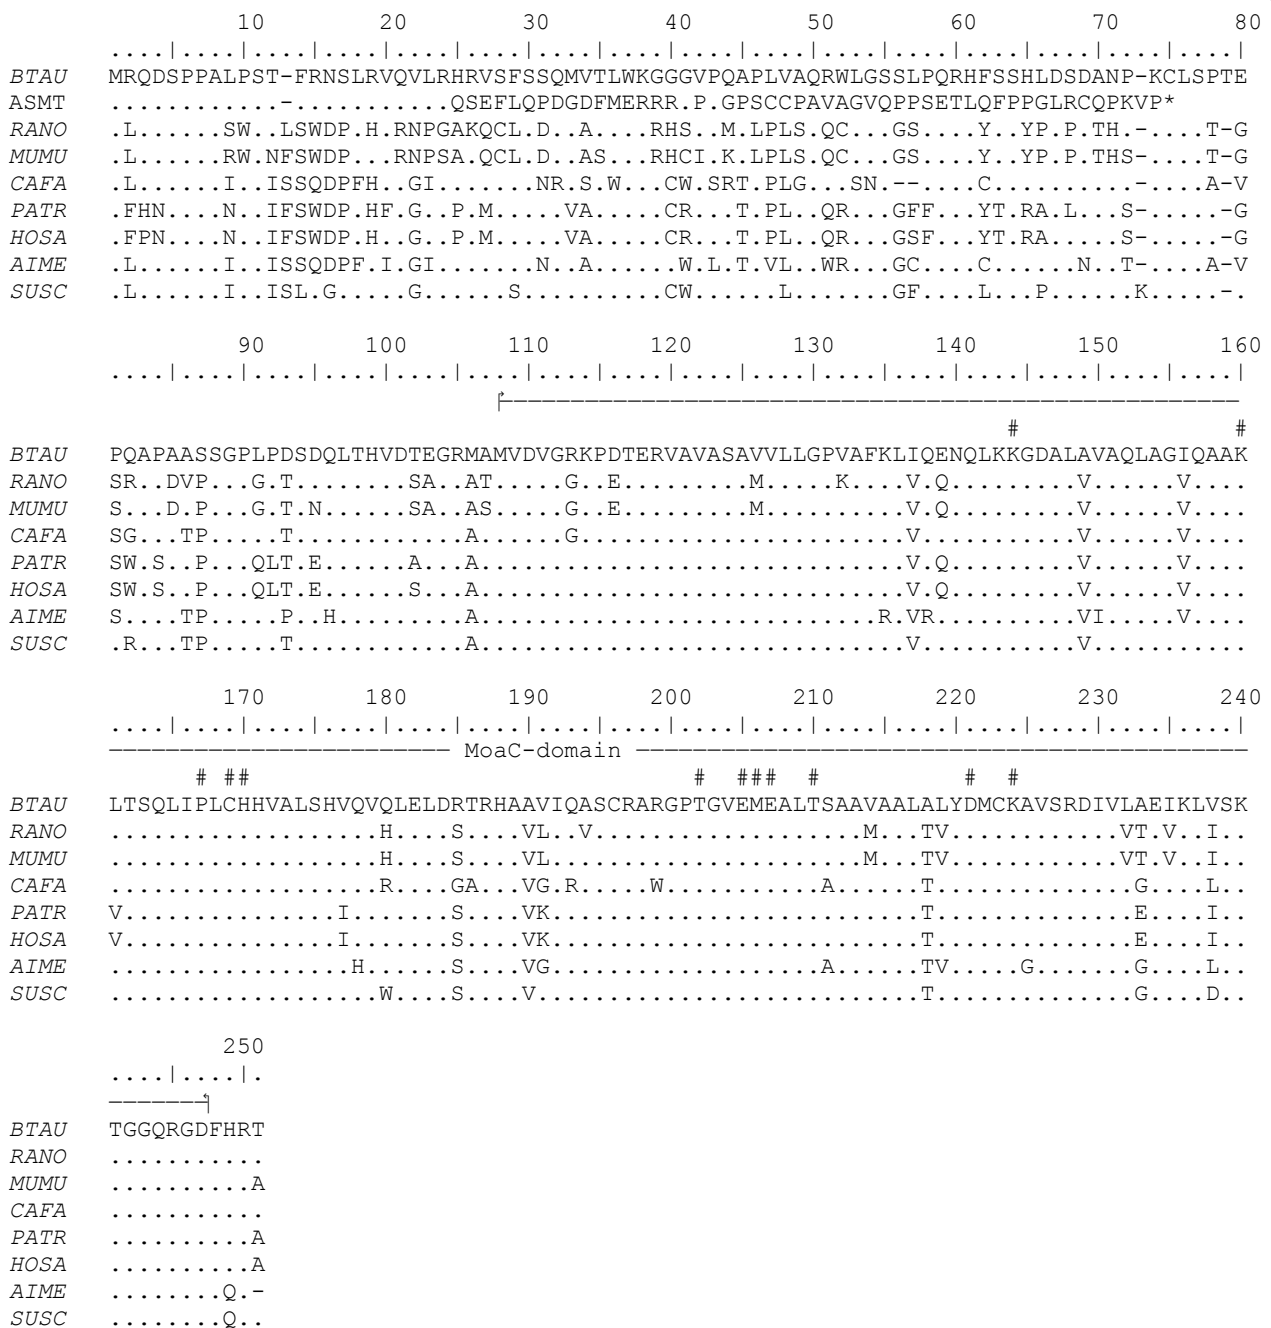 10 20 30 40 50 60 70 80
....|....|....|....|....|....|....|....|....|....|....|....|....|....|....|....|
BTAU MRQDSPPALPST-FRNSLRVQVLRHRVSFSSQMVTLWKGGGVPQAPLVAQRWLGSSLPQRHFSSHLDSDANP-KCLSPTE
ASMT ............-...........QSEFLQPDGDFMERRR.P.GPSCCPAVAGVQPPSETLQFPPGLRCQPKVP*
RANO .L......SW..LSWDP.H.RNPGAKQCL.D..A....RHS..M.LPLS.QC...GS....Y..YP.P.TH.-....T-G
MUMU .L......RW.NFSWDP...RNPSA.QCL.D..AS...RHCI.K.LPLS.QC...GS....Y..YP.P.THS-....T-G
CAFA .L......I..ISSQDPFH..GI.......NR.S.W...CW.SRT.PLG...SN.--....C..........-.....A-V
PATR .FHN....N..IFSWDP.HF.G..P.M.....VA.....CR...T.PL..QR...GFF...YT.RA.L...S-......-G
HOSA .FPN....N..IFSWDP.H..G..P.M.....VA.....CR...T.PL..QR...GSF...YT.RA.....S-......-G
AIME .L......I..ISSQDPF.I.GI.......N..A......W.L.T.VL..WR...GC....C......N..T-.....A-V
SUSC .L......I..ISL.G.....G......S..........CW.....L.......GF....L...P......K......-.
90 100 110 120 130 140 150 160
....|....|....|....|....|....|....|....|....|....|....|....|....|....|....|....|
# #
BTAU PQAPAASSGPLPDSDQLTHVDTEGRMAMVDVGRKPDTERVAVASAVVLLGPVAFKLIQENQLKKGDALAVAQLAGIQAAK
RANO SR..DVP...G.T........SA..AT.....G..E.........M.....K....V.Q.........V......V....
MUMU S...D.P...G.T.N......SA..AS.....G..E.........M..........V.Q.........V......V....
CAFA SG...TP.....T............A......G.......................V...........V......V....
PATR SW.S..P...QLT.E......A...A..............................V.Q.........V......V....
HOSA SW.S..P...QLT.E......S...A..............................V.Q.........V......V....
AIME S....TP.....P..H.........A............................R.VR..........VI.....V....
SUSC .R...TP.....T............A..............................V...........V...........
170 180 190 200 210 220 230 240
....|....|....|....|....|....|....|....|....|....|....|....|....|....|....|....|
MoaC-domain
# ## # ### # # #
BTAU LTSQLIPLCHHVALSHVQVQLELDRTRHAAVIQASCRARGPTGVEMEALTSAAVAALALYDMCKAVSRDIVLAEIKLVSK
RANO ...................H....S....VL..V...................M...TV............VT.V..I..
MUMU ...................H....S....VL......................M...TV............VT.V..I..
CAFA ...................R....GA...VG.R.....W...........A......T..............G....L..
PATR V...............I.......S....VK..........................T..............E....I..
HOSA V...............I.......S....VK..........................T..............E....I..
AIME .................H......S....VG...................A......TV.....G.......G....L..
SUSC ...................W....S....V...........................T..............G....D..
250
....|....|.
BTAU TGGQRGDFHRT
RANO ...........
MUMU ..........A
CAFA ...........
PATR ..........A
HOSA ..........A
AIME ........Q.-
SUSC ........Q..